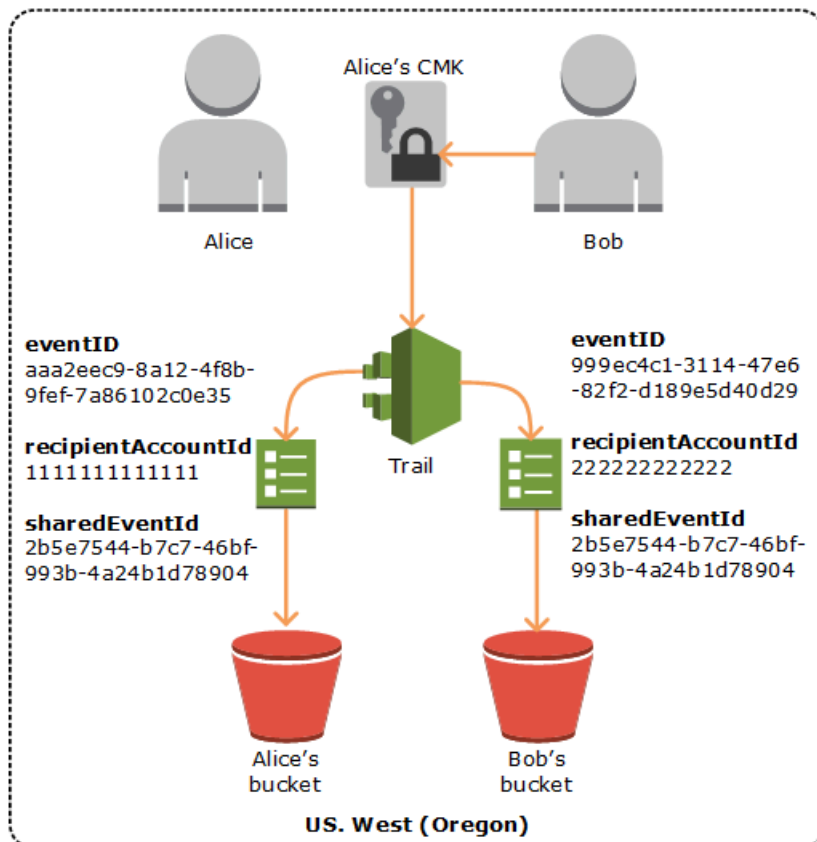 Alice's CMK
Alice
Bob
eventID
aaa2eec9-8a12-4f8b-
9fef-7a86102c0e35
recipientAccountId
1111111111111
sharedEventId
2b5e7544-b7c7-46bf-
993b-4a24b1d78904
Trail
eventID
999ec4c1-3114-47e6
-82f2-d189e5d40d29
recipientAccountId
222222222222
sharedEventId
2b5e7544-b7c7-46bf-
993b-4a24b1d78904
Alice's
bucket
Bob's
bucket
US. West (Oregon)